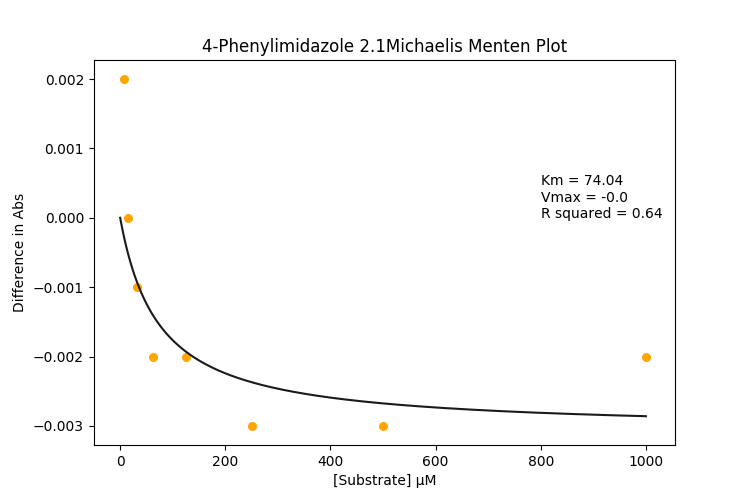 4-Phenylimidazole 2.1Michaelis Menten Plot
Difference in Abs
0.002
0.001
0.000
−0.001
−0.002
−0.003
Km = 74.04
Vmax = -0.0
R squared = 0.64
0 200 400 600 800 1000
[Substrate] µM